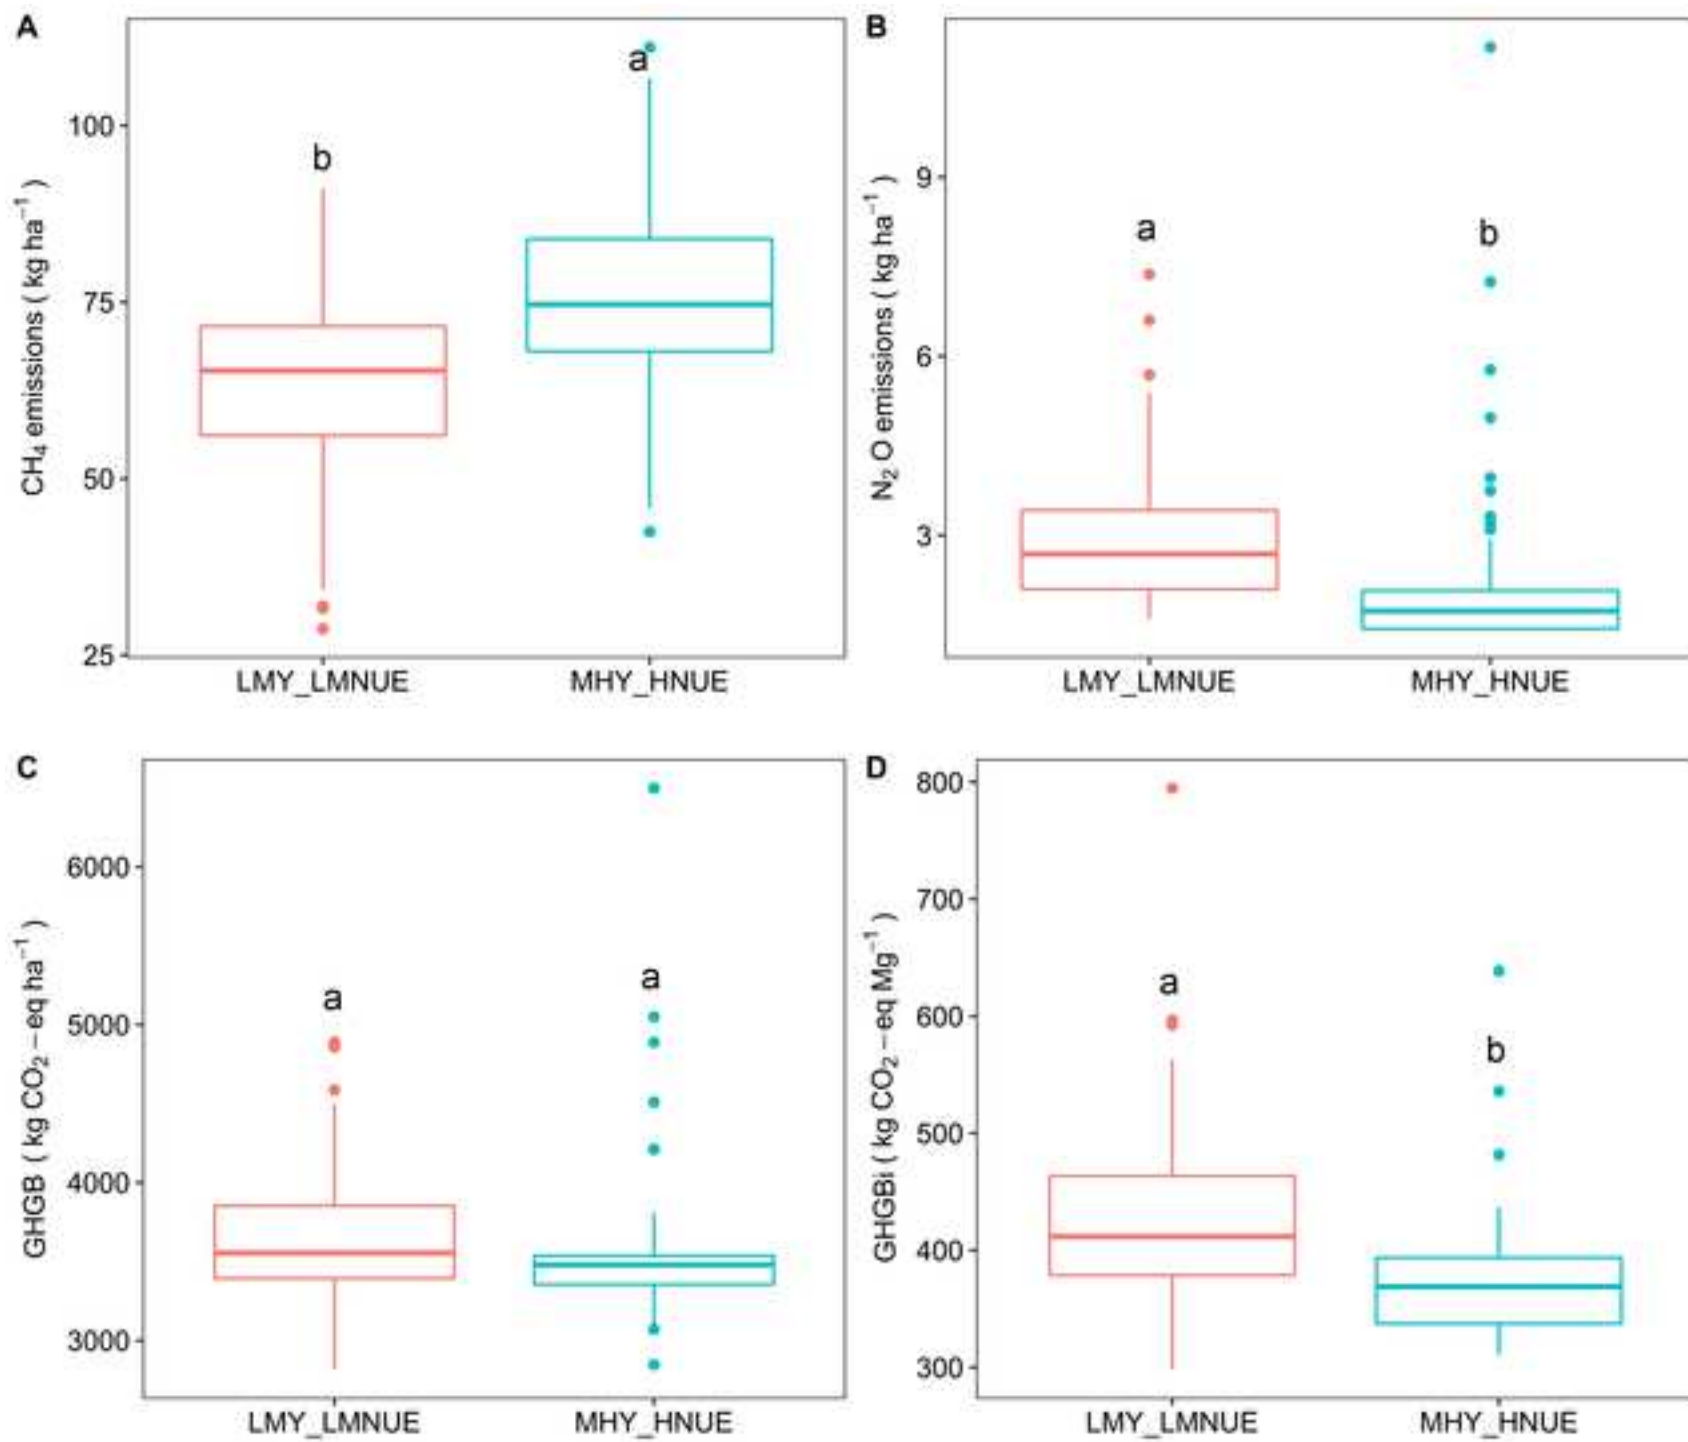 A
CH₄ emissions ( kg ha⁻¹ )
100
75
50
25
b
a
LMY_LMNUE
MHY_HNUE
B
N₂ O emissions ( kg ha⁻¹ )
9
6
3
a
b
LMY_LMNUE
MHY_HNUE
C
GHGB ( kg CO₂ – eq ha⁻¹ )
6000
5000
4000
3000
a
a
LMY_LMNUE
MHY_HNUE
D
GHGBi ( kg CO₂ – eq Mg⁻¹ )
800
700
600
500
400
300
a
b
LMY_LMNUE
MHY_HNUE